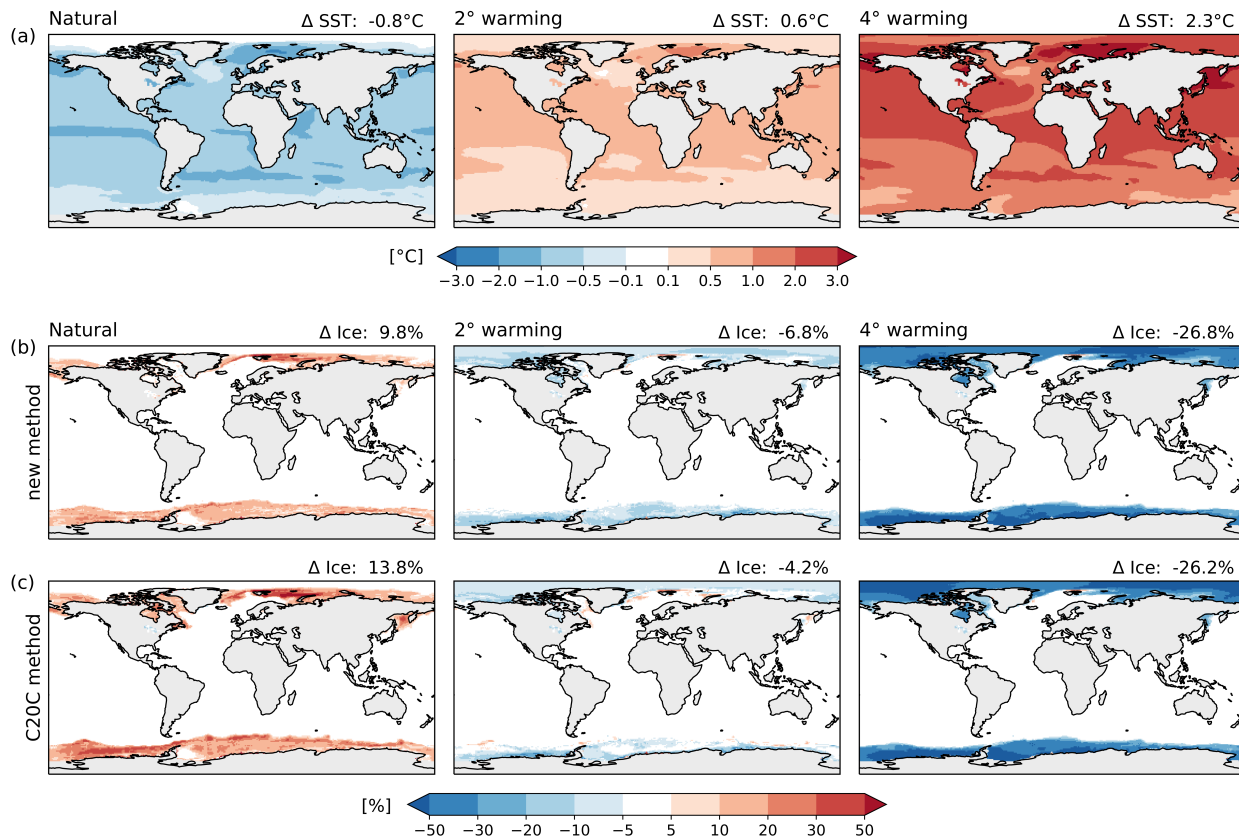 Natural Δ SST: -0.8°C 2° warming Δ SST: 0.6°C 4° warming Δ SST: 2.3°C
(a)
[°C]
−3.0 −2.0 −1.0 −0.5 −0.1 0.1 0.5 1.0 2.0 3.0
Natural Δ Ice: 9.8% 2° warming Δ Ice: -6.8% 4° warming Δ Ice: -26.8%
(b)
new method
Δ Ice: 13.8% Δ Ice: -4.2% Δ Ice: -26.2%
(c)
C20C method
[%]
−50 −30 −20 −10 −5 5 10 20 30 50